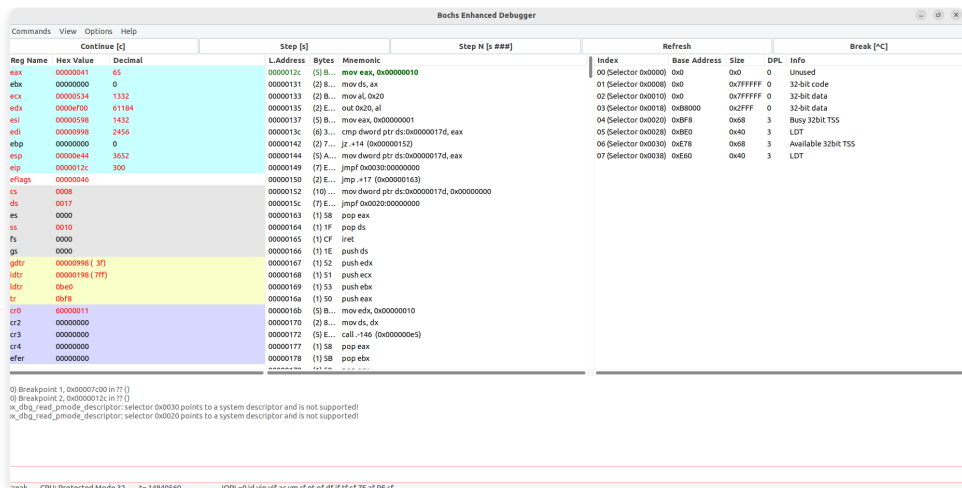 Bochs Enhanced Debugger
Commands View Options Help
Continue [c] Step [s] Step N [s ###] Refresh Break [^C]
Reg Name Hex Value Decimal
eax 00000041 65
ebx 00000000 0
ecx 00000534 1332
edx 0000ef00 61184
esi 00000598 1432
edi 00000998 2456
ebp 00000000 0
esp 00000e44 3652
eip 0000012c 300
eflags 00000046
cs 0008
ds 0017
es 0000
ss 0010
fs 0000
gs 0000
gdtr 00000998 ( 3f)
idtr 00000198 ( 7ff)
ldtr 0be0
tr 0bf8
cr0 60000011
cr2 00000000
cr3 00000000
cr4 00000000
efer 00000000
L.Address Bytes Mnemonic
0000012c (5) B... mov eax, 0x00000010
00000131 (2) 8... mov ds, ax
00000133 (2) B... mov al, 0x20
00000135 (2) E... out 0x20, al
00000137 (5) B... mov eax, 0x00000001
0000013c (6) 3... cmp dword ptr ds:0x0000017d, eax
00000142 (2) 7... jz .+14 (0x00000152)
00000144 (5) A... mov dword ptr ds:0x0000017d, eax
00000149 (7) E... jmpf 0x0030:00000000
00000150 (2) E... jmp .+17 (0x00000163)
00000152 (10) ... mov dword ptr ds:0x0000017d, 0x00000000
0000015c (7) E... jmpf 0x0020:00000000
00000163 (1) 58 pop eax
00000164 (1) 1F pop ds
00000165 (1) CF iret
00000166 (1) 1E push ds
00000167 (1) 52 push edx
00000168 (1) 51 push ecx
00000169 (1) 53 push ebx
0000016a (1) 50 push eax
0000016b (5) B... mov edx, 0x00000010
00000170 (2) 8... mov ds, dx
00000172 (5) E... call .-146 (0x000000e5)
00000177 (1) 58 pop eax
00000178 (1) 5B pop ebx
Index Base Address Size DPL Info
00 (Selector 0x0000) 0x0 0x0 0 Unused
01 (Selector 0x0008) 0x0 0x7FFFFF 0 32-bit code
02 (Selector 0x0010) 0x0 0x7FFFFF 0 32-bit data
03 (Selector 0x0018) 0xB8000 0x2FFF 0 32-bit data
04 (Selector 0x0020) 0xBF8 0x68 3 Busy 32bit TSS
05 (Selector 0x0028) 0xBE0 0x40 3 LDT
06 (Selector 0x0030) 0xE78 0x68 3 Available 32bit TSS
07 (Selector 0x0038) 0xE60 0x40 3 LDT
0) Breakpoint 1, 0x00007c00 in ?? ()
0) Breakpoint 2, 0x0000012c in ?? ()
x_dbg_read_pmode_descriptor: selector 0x0030 points to a system descriptor and is not supported!
x_dbg_read_pmode_descriptor: selector 0x0020 points to a system descriptor and is not supported!